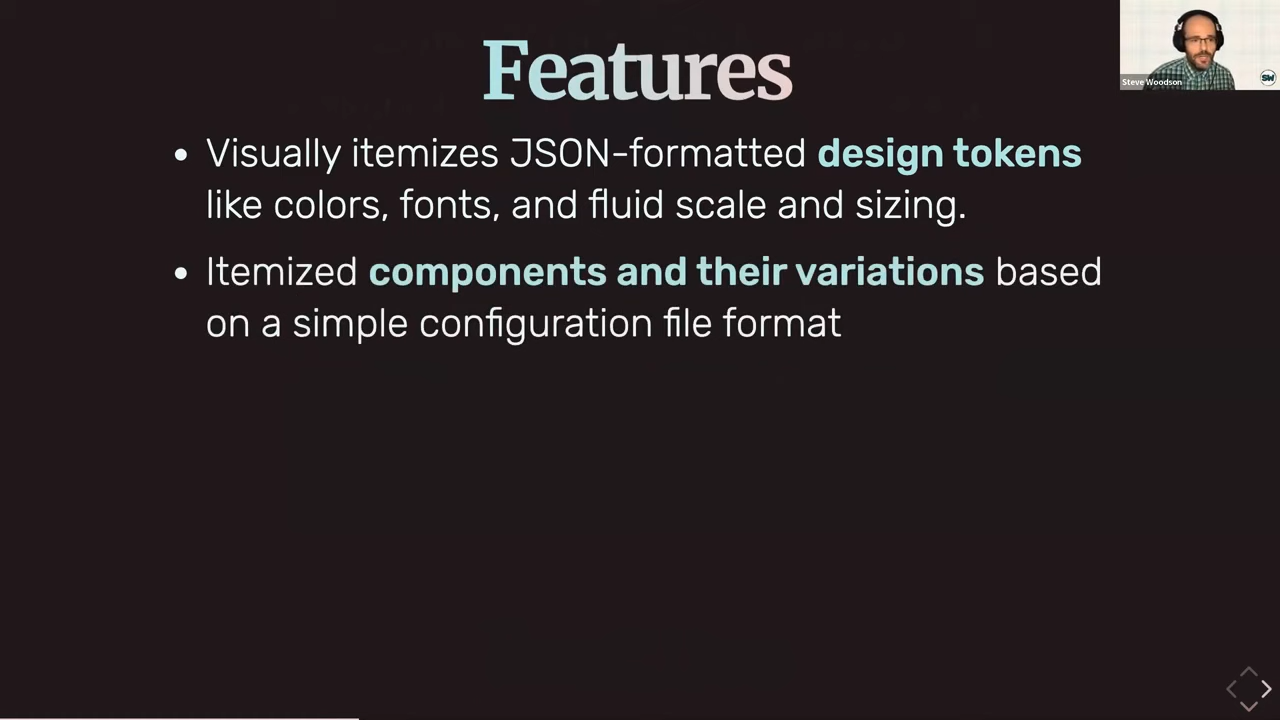 Features
Steve Woodson
SW
• Visually itemizes JSON-formatted design tokens
like colors, fonts, and fluid scale and sizing.
• Itemized components and their variations based
on a simple configuration file format